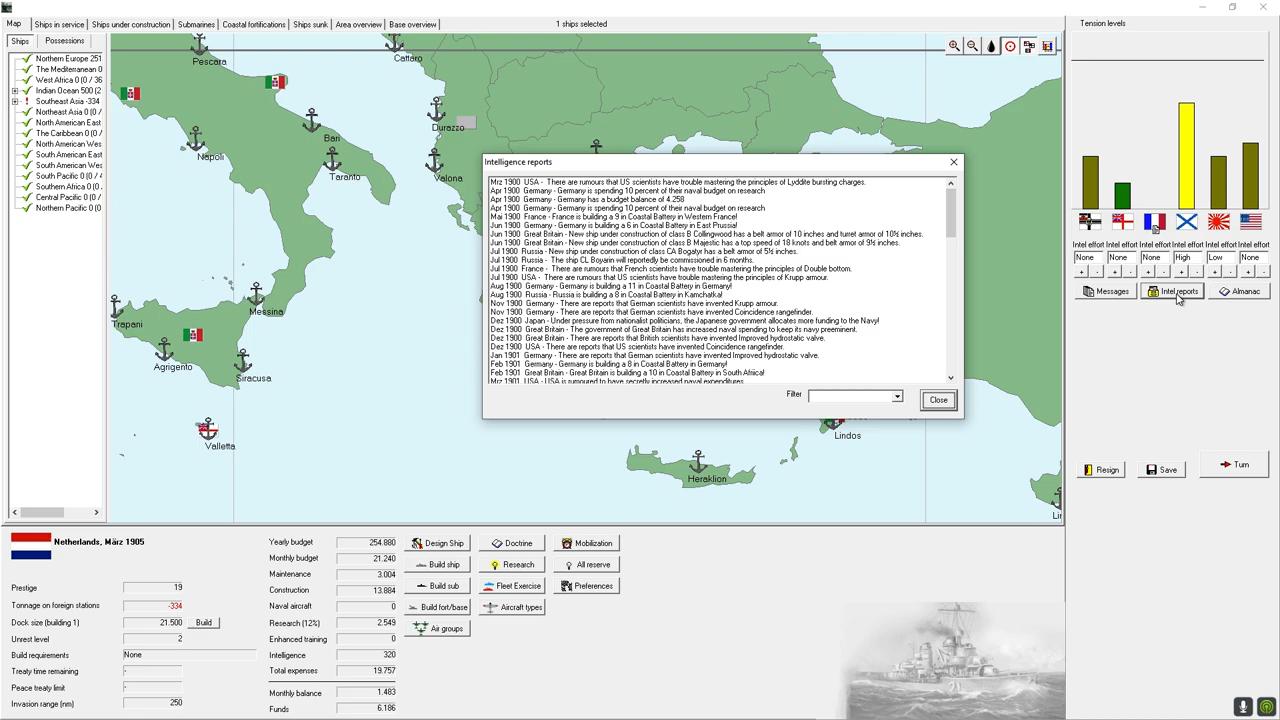 Map
Ships in service
Ships under construction
Submarines
Coastal fortifications
Ships sunk
Area overview
Base overview
1 ships selected
Tension levels
Ships
Possessions
Northern Europe 251
The Mediterranean 0
West Africa 0 (0 / 36
Indian Ocean 500 (2
Southeast Asia -334
Northeast Asia 0 (0 /
North American East
The Caribbean 0 (0 /
North American Wes
South American East
South American Wes
South Pacific 0 (0 /
Southern Africa 0 (0
Central Pacific 0 (0 /
Northern Pacific 0 (0
Pescara
Cattaro
Bari
Durazzo
Napoli
Taranto
Valona
Messina
Trapani
Agrigento
Siracusa
Valletta
Heraklion
Lindos
Intelligence reports
Mrz 1900 USA - There are rumours that US scientists have trouble mastering the principles of Lyddite bursting charges.
Apr 1900 Germany - Germany is spending 10 percent of their naval budget on research
Apr 1900 Germany - Germany has a budget balance of 4.258
Apr 1900 Germany - Germany is spending 10 percent of their naval budget on research
Mai 1900 France - France is building a 9 in Coastal Battery in Western France!
Jun 1900 Germany - Germany is building a 6 in Coastal Battery in East Prussia!
Jun 1900 Great Britain - New ship under construction of class B Collingwood has a belt armor of 10 inches and turret armor of 10½ inches.
Jun 1900 Great Britain - New ship under construction of class B Majestic has a top speed of 18 knots and belt armor of 9½ inches.
Jul 1900 Russia - New ship under construction of class CA Bogatyr has a belt armor of 5½ inches.
Jul 1900 Russia - The ship CL Boyarin will reportedly be commissioned in 6 months.
Jul 1900 France - There are rumours that French scientists have trouble mastering the principles of Double bottom.
Jul 1900 USA - There are rumours that US scientists have trouble mastering the principles of Krupp armour.
Aug 1900 Germany - Germany is building a 11 in Coastal Battery in Germany!
Aug 1900 Russia - Russia is building a 8 in Coastal Battery in Kamchatka!
Nov 1900 Germany - There are reports that German scientists have invented Krupp armour.
Nov 1900 Germany - There are reports that German scientists have invented Coincidence rangefinder.
Dez 1900 Japan - Under pressure from nationalist politicians, the Japanese government allocates more funding to the Navy!
Dez 1900 Great Britain - The government of Great Britain has increased naval spending to keep its navy preeminent.
Dez 1900 Great Britain - There are reports that British scientists have invented Improved hydrostatic valve.
Dez 1900 USA - There are reports that US scientists have invented Coincidence rangefinder.
Jan 1901 Germany - There are reports that German scientists have invented Improved hydrostatic valve.
Feb 1901 Germany - Germany is building a 8 in Coastal Battery in Germany!
Feb 1901 Great Britain - Great Britain is building a 10 in Coastal Battery in South Africa!
Mrz 1901 USA - USA is rumoured to have secretly increased naval expenditures
Filter
Close
Intel effort Intel effort Intel effort Intel effort Intel effort Intel effort
None None None High Low None
+ - + - + - + - + - + -
Messages
Intel reports
Almanac
Resign
Save
Turn
Netherlands, März 1905
Prestige 19
Tonnage on foreign stations -334
Dock size (building 1) 21.500 Build
Unrest level 2
Build requirements None
Treaty time remaining -
Peace treaty limit -
Invasion range (nm) 250
Yearly budget 254.880
Monthly budget 21.240
Maintenance 3.004
Construction 13.884
Naval aircraft 0
Research (12%) 2.549
Enhanced training 0
Intelligence 320
Total expenses 19.757
Monthly balance 1.483
Funds 6.186
Design Ship
Doctrine
Mobilization
Build ship
Research
All reserve
Build sub
Fleet Exercise
Preferences
Build fort/base
Aircraft types
Air groups